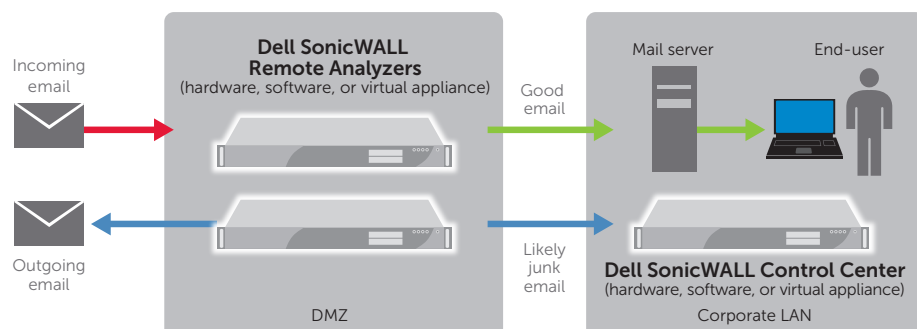 Incoming
email
Outgoing
email
Dell SonicWALL
Remote Analyzers
(hardware, software, or virtual appliance)
DMZ
Good
email
Likely
junk
email
Mail server
End-user
Dell SonicWALL Control Center
(hardware, software, or virtual appliance)
Corporate LAN